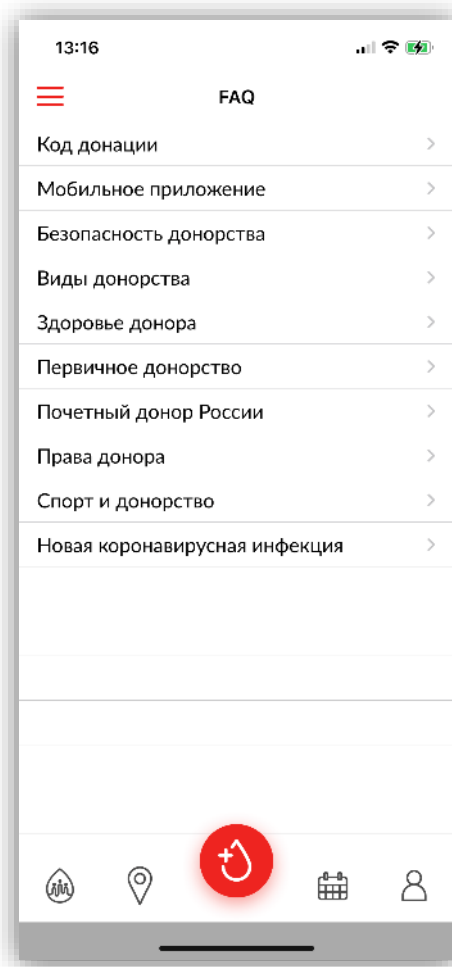 13:16
FAQ
Код донации
Мобильное приложение
Безопасность донорства
Виды донорства
Здоровье донора
Первичное донорство
Почетный донор России
Права донора
Спорт и донорство
Новая коронавирусная инфекция